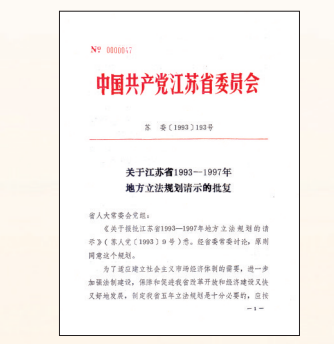 № 0000047
中国共产党江苏省委员会
苏 委〔1993〕193号
关于江苏省1993—1997年
地方立法规划请示的批复
省人大常委会党组:
《关于报批江苏省1993—1997年地方立法规划的请
示》(苏人党〔1993〕9号)悉。经省委常委讨论,原则
同意这个规划。
为了适应建立社会主义市场经济体制的需要,进一步
加强法制建设,保障和促进我省改革开放和经济建设又快
又好地发展,制定我省五年立法规划是十分必要的,应按
—1—